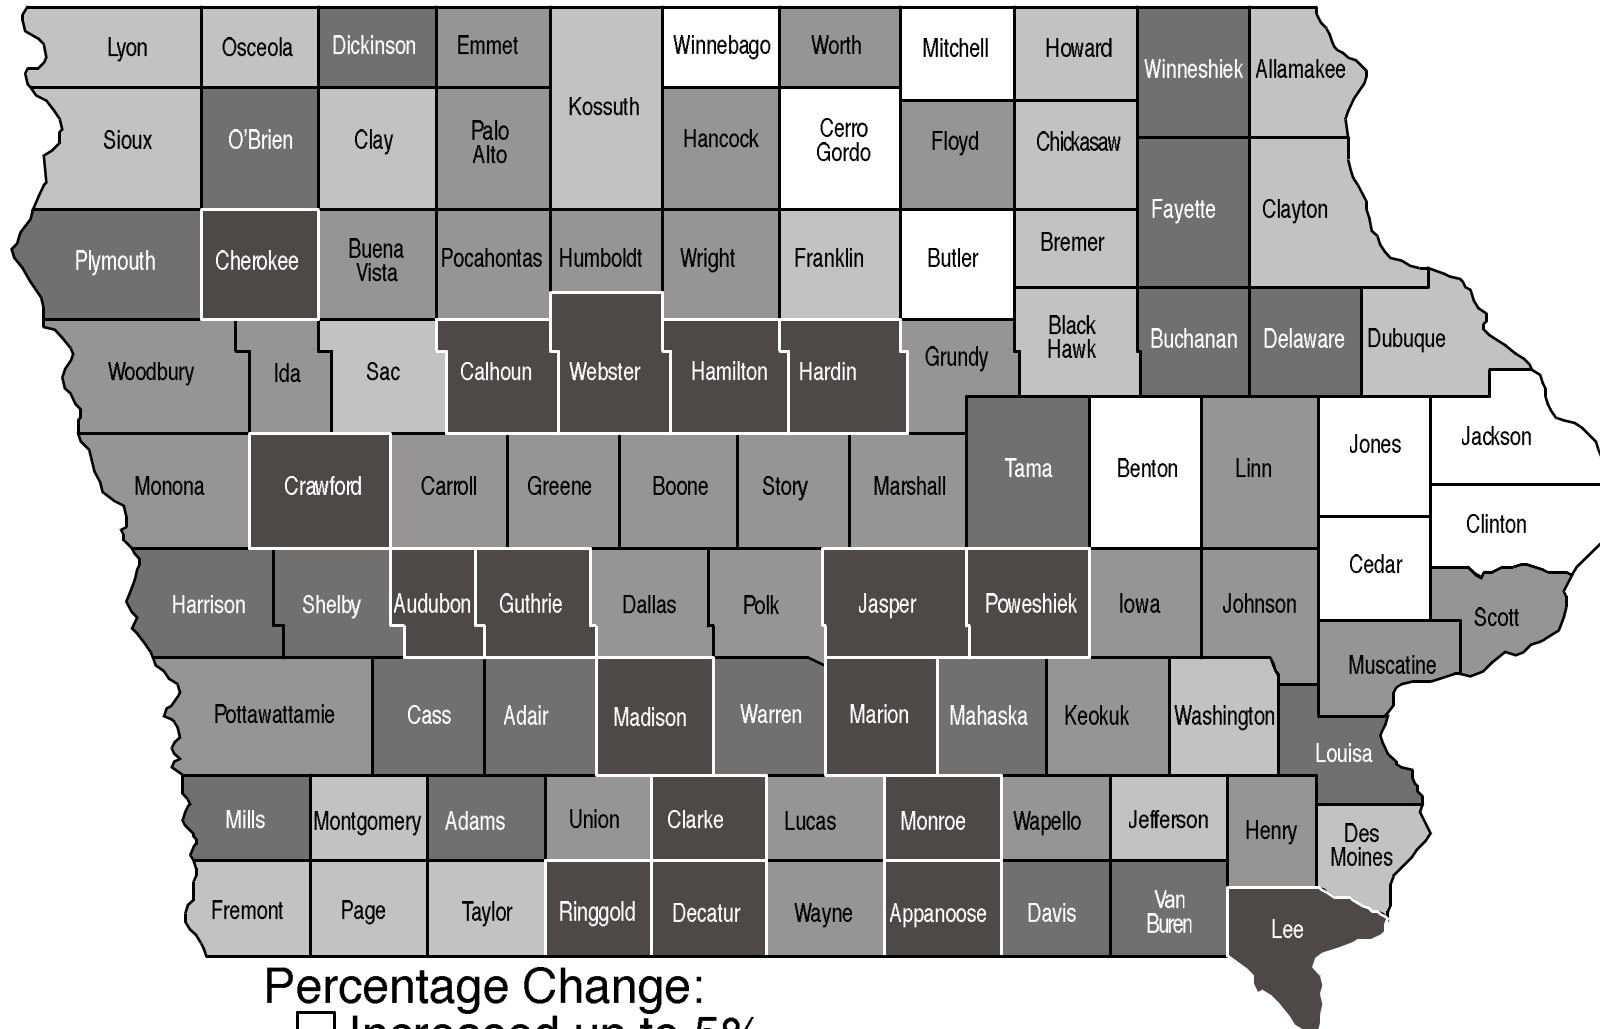 Lyon
Osceola
Dickinson
Emmet
Kossuth
Winnebago
Worth
Mitchell
Howard
Winneshiek
Allamakee
Sioux
O'Brien
Clay
Palo
Alto
Hancock
Cerro
Gordo
Floyd
Chickasaw
Fayette
Clayton
Plymouth
Cherokee
Buena
Vista
Pocahontas
Humboldt
Wright
Franklin
Butler
Bremer
Woodbury
Ida
Sac
Calhoun
Webster
Hamilton
Hardin
Grundy
Black
Hawk
Buchanan
Delaware
Dubuque
Monona
Crawford
Carroll
Greene
Boone
Story
Marshall
Tama
Benton
Linn
Jones
Jackson
Clinton
Cedar
Harrison
Shelby
Audubon
Guthrie
Dallas
Polk
Jasper
Poweshiek
Iowa
Johnson
Scott
Muscatine
Pottawattamie
Cass
Adair
Madison
Warren
Marion
Mahaska
Keokuk
Washington
Louisa
Mills
Montgomery
Adams
Union
Clarke
Lucas
Monroe
Wapello
Jefferson
Henry
Des
Moines
Fremont
Page
Taylor
Ringgold
Decatur
Wayne
Appanoose
Davis
Van
Buren
Lee
Percentage Change:
Increased up to 5%